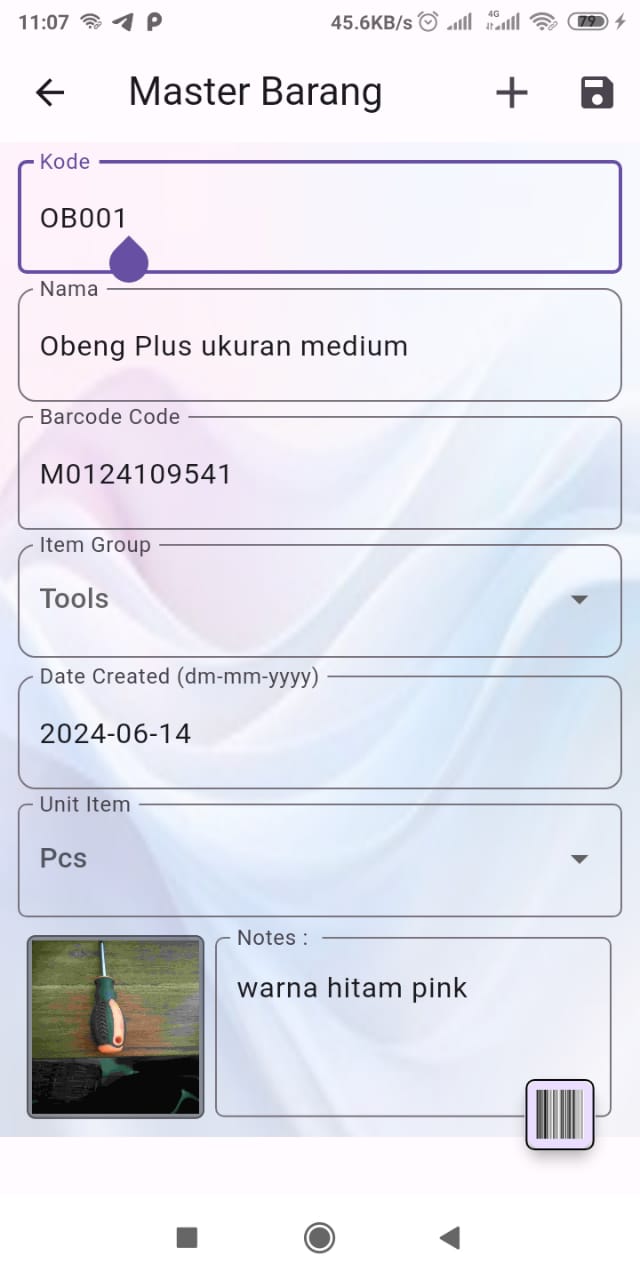 11:07
45.6KB/s
4G
79
Master Barang
Kode
OB001
Nama
Obeng Plus ukuran medium
Barcode Code
M0124109541
Item Group
Tools
Date Created (dm-mm-yyyy)
2024-06-14
Unit Item
Pcs
Notes :
warna hitam pink